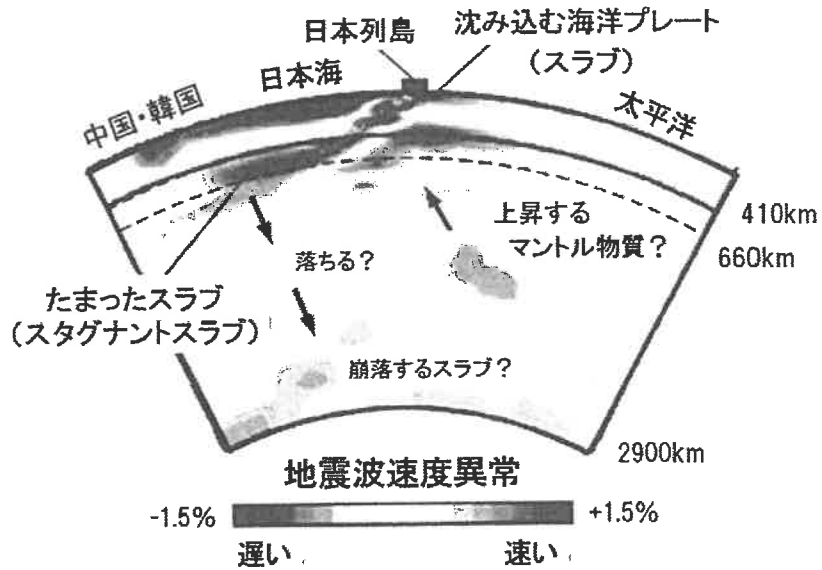 日本列島
沈み込む海洋プレート
(スラブ)
日本海
中国・韓国
太平洋
410km
660km
上昇する
マントル物質?
落ちる?
たまったスラブ
(スタグナントスラブ)
崩落するスラブ?
2900km
地震波速度異常
-1.5%
+1.5%
遅い
速い